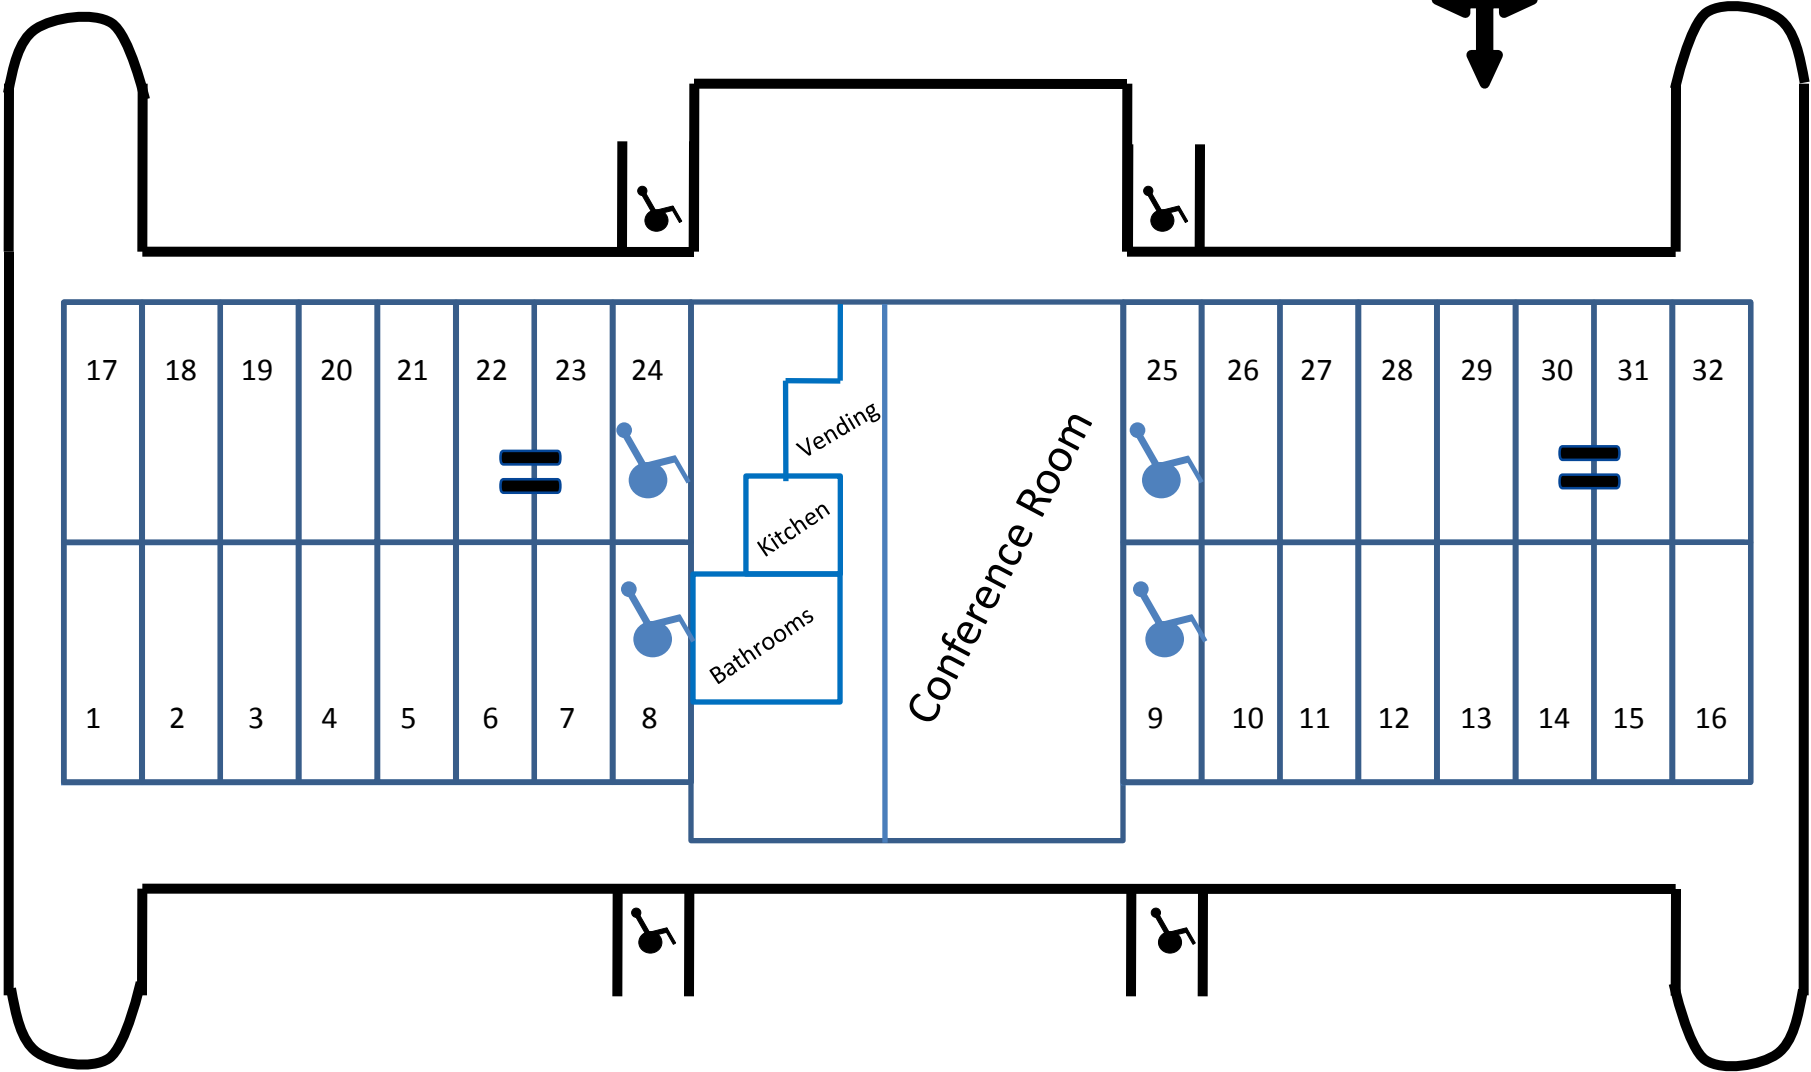 17 18 19 20 21 22 23 24 25 26 27 28 29 30 31 32
Vending
Kitchen
Conference Room
Bathrooms
1 2 3 4 5 6 7 8 9 10 11 12 13 14 15 16